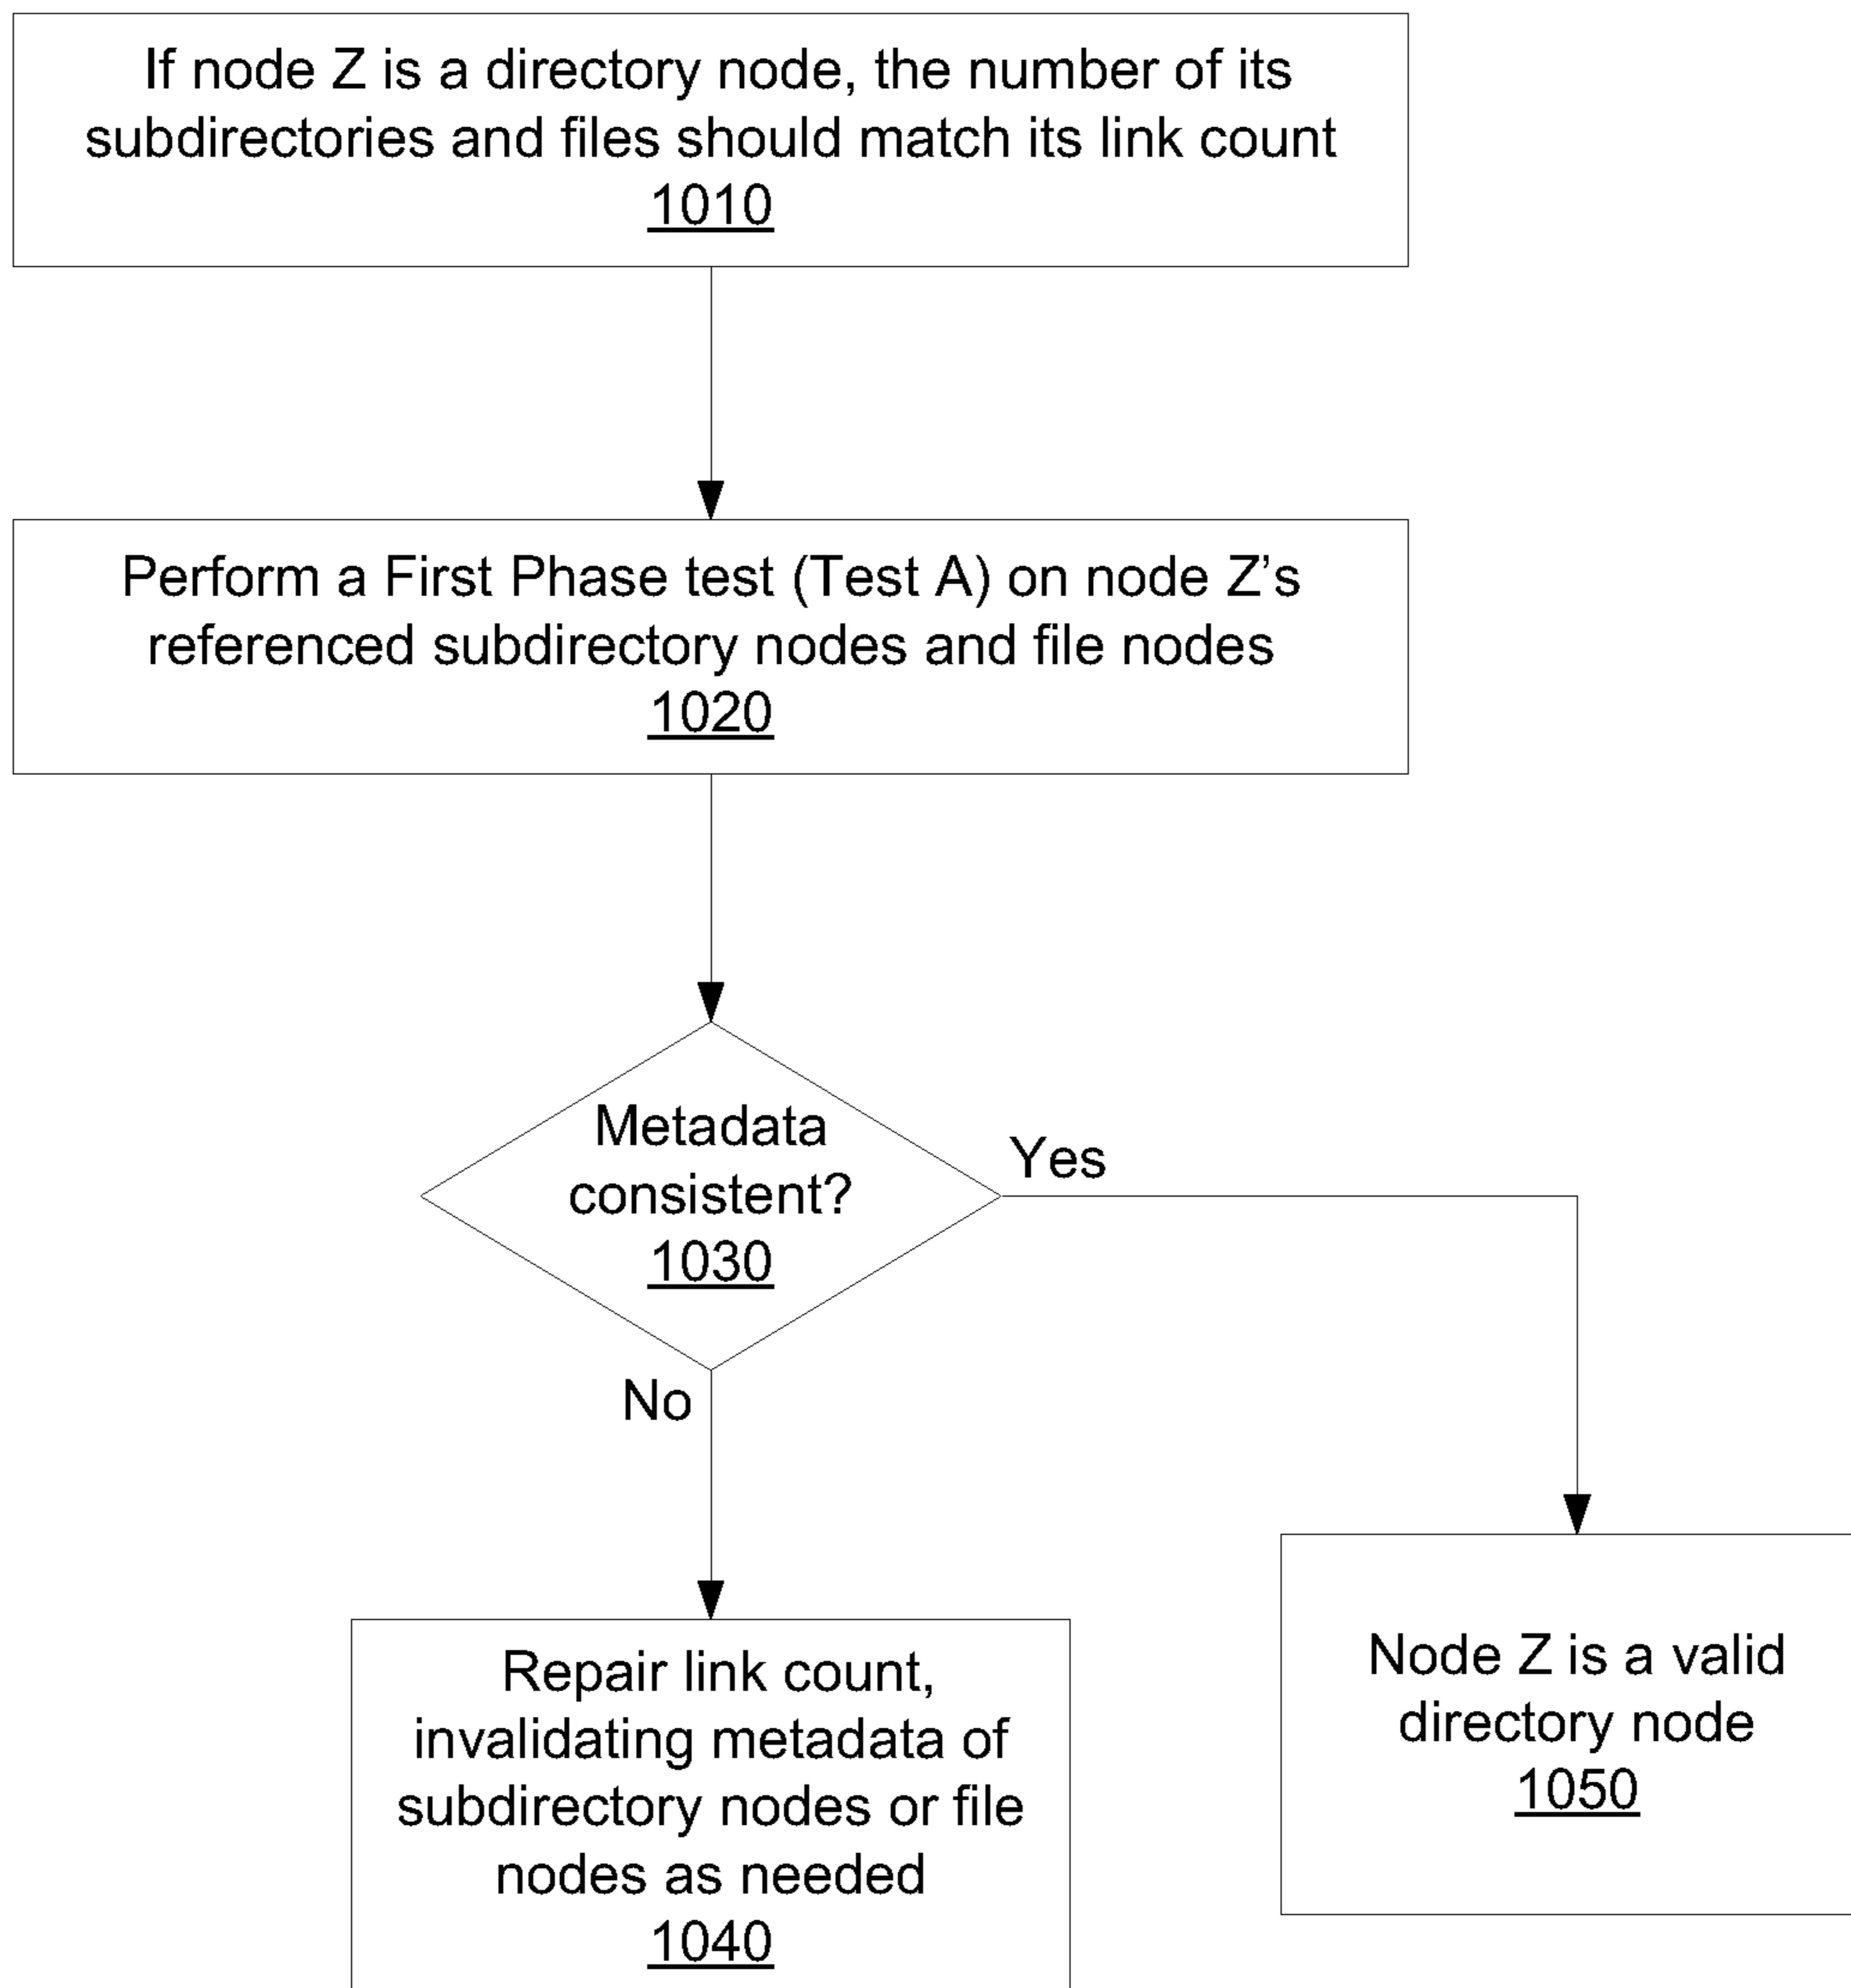 If node Z is a directory node, the number of its
subdirectories and files should match its link count
1010
Perform a First Phase test (Test A) on node Z’s
referenced subdirectory nodes and file nodes
1020
Metadata
consistent?
1030
Yes
No
Repair link count,
invalidating metadata of
subdirectory nodes or file
nodes as needed
1040
Node Z is a valid
directory node
1050